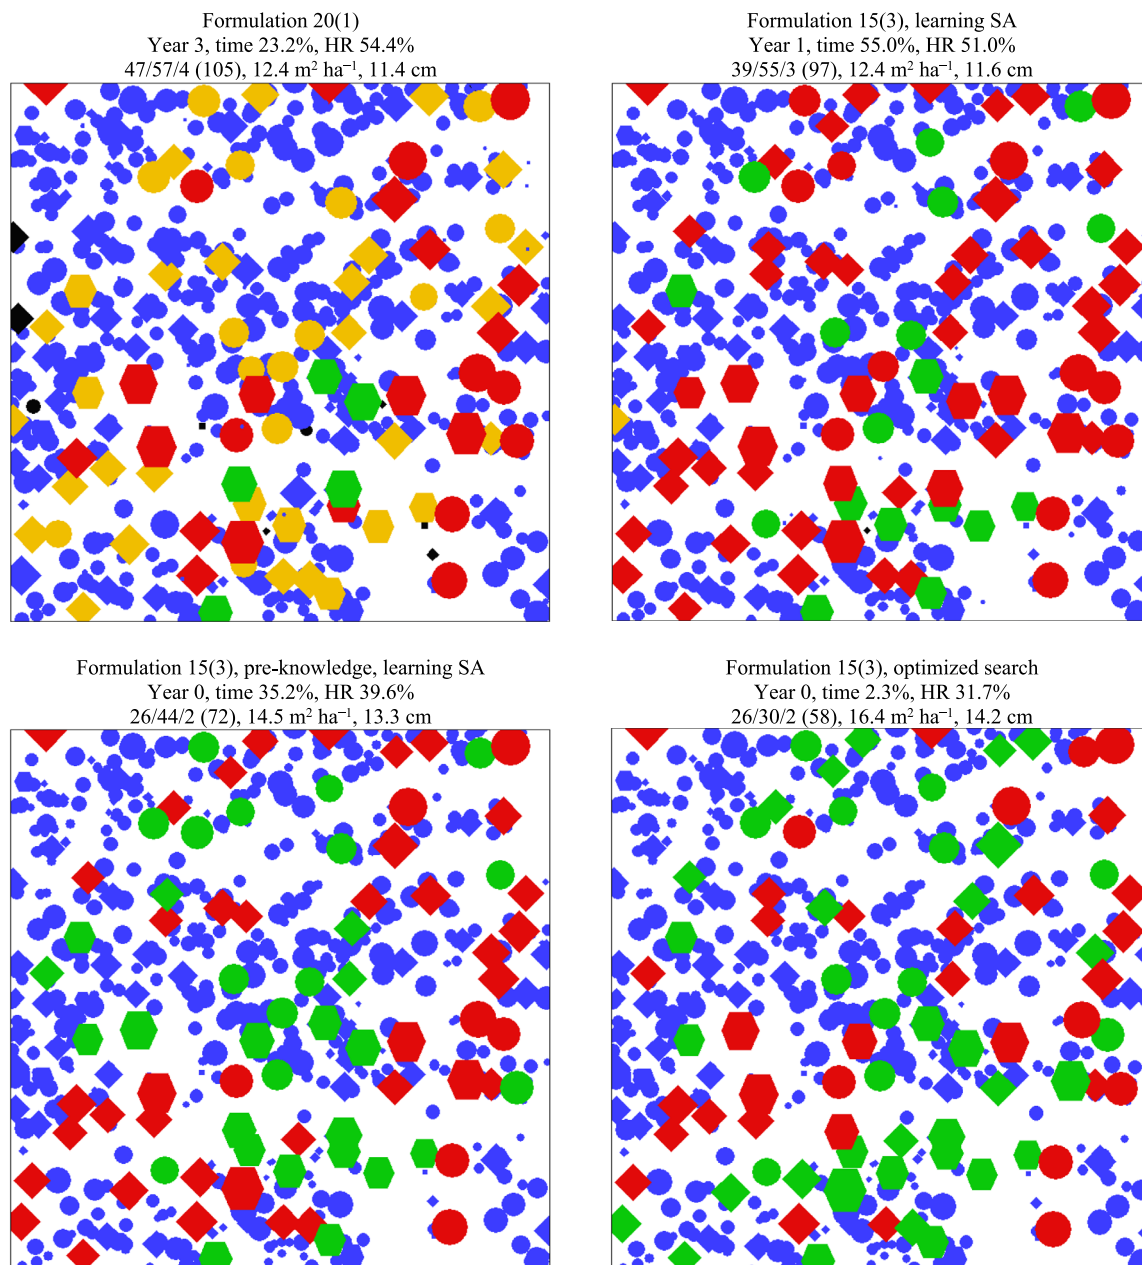 Formulation 20(1)
Year 3, time 23.2%, HR 54.4%
47/57/4 (105), 12.4 m² ha⁻¹, 11.4 cm
Formulation 15(3), learning SA
Year 1, time 55.0%, HR 51.0%
39/55/3 (97), 12.4 m² ha⁻¹, 11.6 cm
Formulation 15(3), pre-knowledge, learning SA
Year 0, time 35.2%, HR 39.6%
26/44/2 (72), 14.5 m² ha⁻¹, 13.3 cm
Formulation 15(3), optimized search
Year 0, time 2.3%, HR 31.7%
26/30/2 (58), 16.4 m² ha⁻¹, 14.2 cm